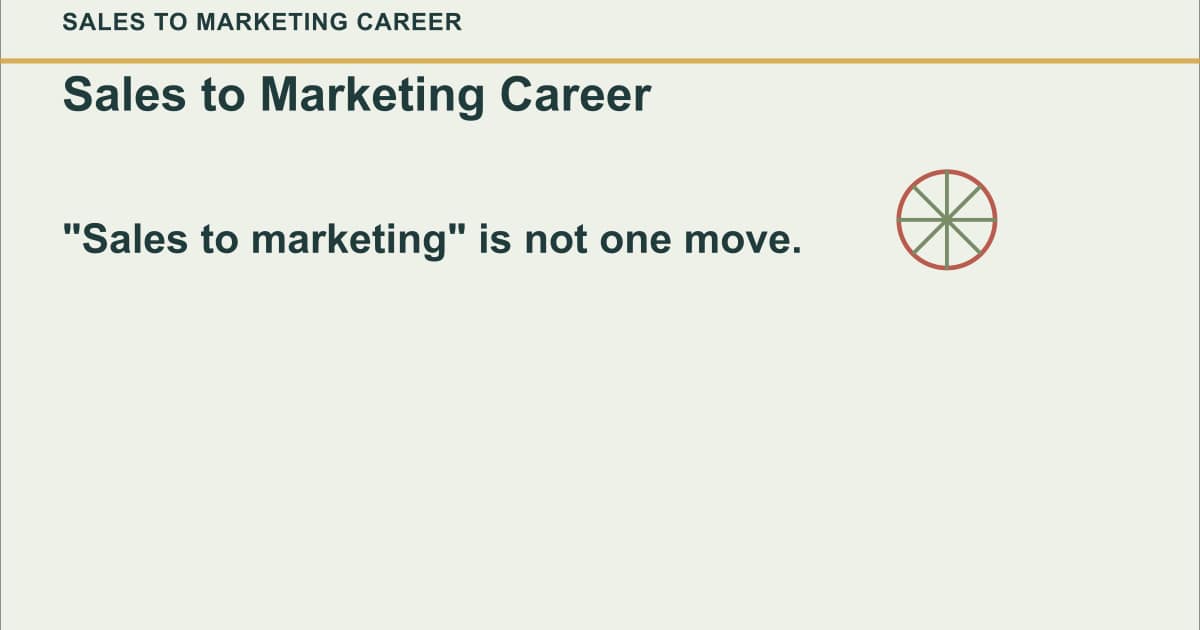 SALES TO MARKETING CAREER
Sales to Marketing Career
"Sales to marketing" is not one move.